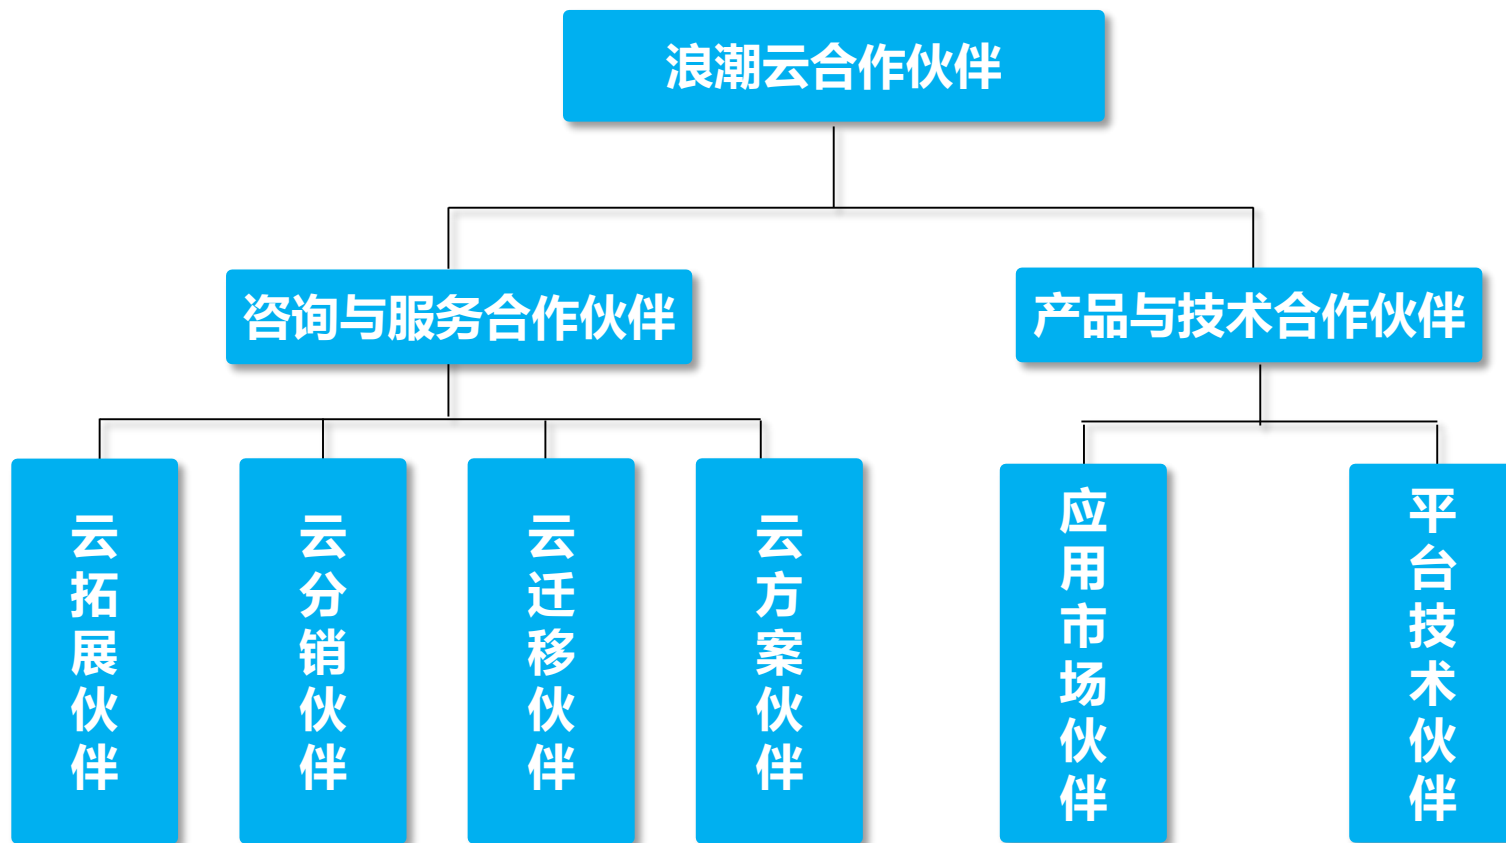 浪潮云合作伙伴
咨询与服务合作伙伴
产品与技术合作伙伴
云拓展伙伴
云分销伙伴
云迁移伙伴
云方案伙伴
应用市场伙伴
平台技术伙伴